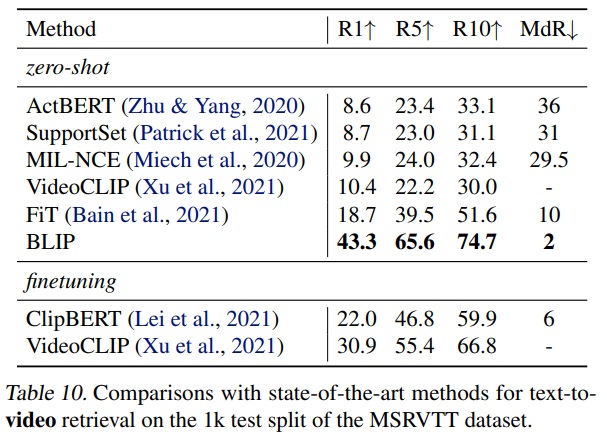 Method R1↑ R5↑ R10↑ MdR↓
zero-shot
ActBERT (Zhu & Yang, 2020) 8.6 23.4 33.1 36
SupportSet (Patrick et al., 2021) 8.7 23.0 31.1 31
MIL-NCE (Miech et al., 2020) 9.9 24.0 32.4 29.5
VideoCLIP (Xu et al., 2021) 10.4 22.2 30.0 -
FiT (Bain et al., 2021) 18.7 39.5 51.6 10
BLIP 43.3 65.6 74.7 2
finetuning
ClipBERT (Lei et al., 2021) 22.0 46.8 59.9 6
VideoCLIP (Xu et al., 2021) 30.9 55.4 66.8 -
Table 10. Comparisons with state-of-the-art methods for text-to-
video retrieval on the 1k test split of the MSRVTT dataset.